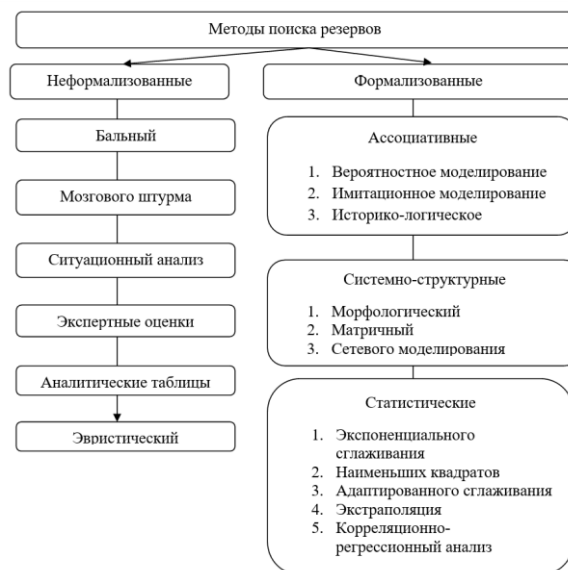 Методы поиска резервов
Неформализованные
Бальный
Мозгового штурма
Ситуационный анализ
Экспертные оценки
Аналитические таблицы
Эвристический
Формализованные
Ассоциативные
1. Вероятностное моделирование
2. Имитационное моделирование
3. Историко-логическое
Системно-структурные
1. Морфологический
2. Матричный
3. Сетевого моделирования
Статистические
1. Экспоненциального
сглаживания
2. Наименьших квадратов
3. Адаптированного сглаживания
4. Экстраполяция
5. Корреляционно-
регрессионный анализ